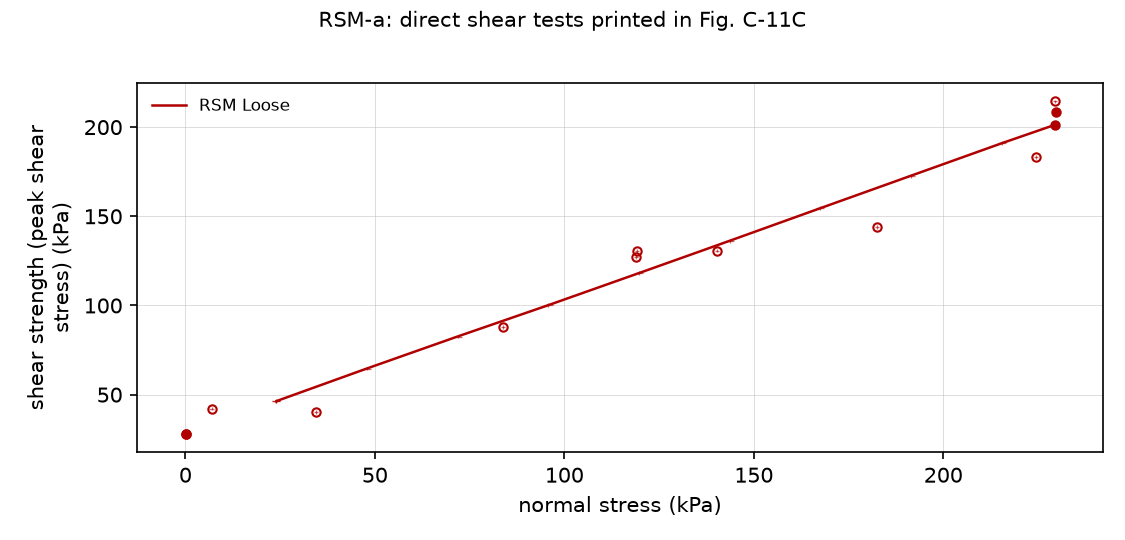 RSM-a: direct shear tests printed in Fig. C-11C
RSM Loose
shear strength (peak shear
stress) (kPa)
200
150
100
50
0
50
100
150
200
normal stress (kPa)